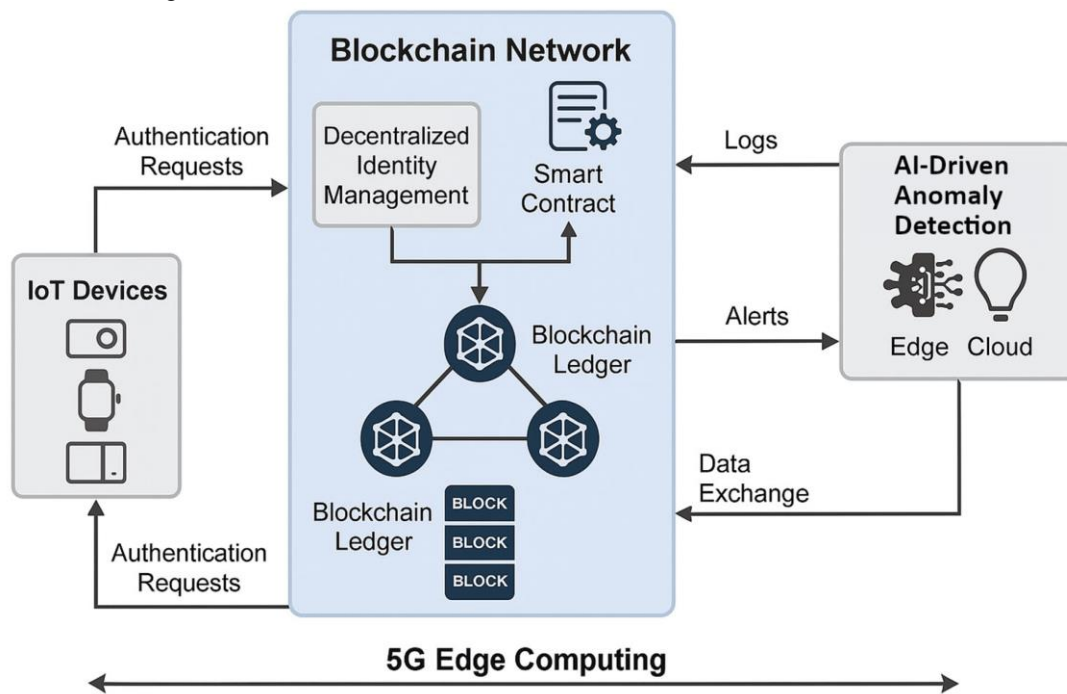 Blockchain Network
Authentication
Requests
Decentralized
Identity
Management
Smart
Contract
Logs
AI-Driven
Anomaly
Detection
Edge Cloud
IoT Devices
Blockchain
Ledger
Alerts
Data
Exchange
Blockchain
Ledger
BLOCK
BLOCK
BLOCK
Authentication
Requests
5G Edge Computing